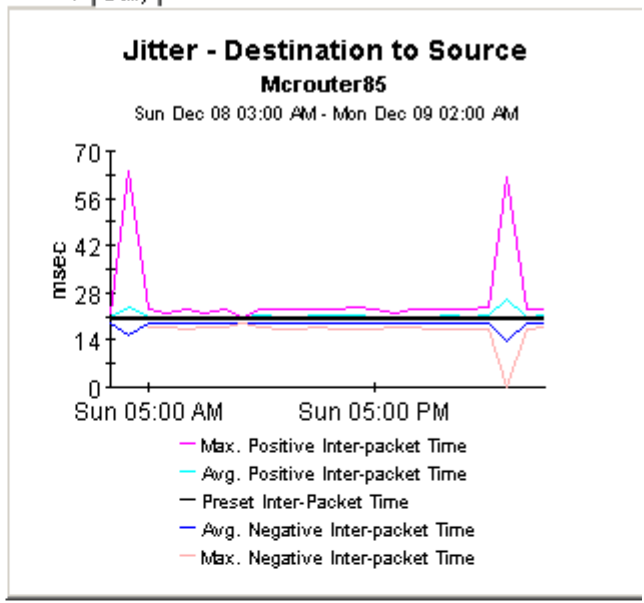 Jitter - Destination to Source
Mcrouter85
Sun Dec 08 03:00 AM - Mon Dec 09 02:00 AM
70
56
42
28
14
0
msec
Sun 05:00 AM Sun 05:00 PM
Max. Positive Inter-packet Time
Avg. Positive Inter-packet Time
Preset Inter-Packet Time
Avg. Negative Inter-packet Time
Max. Negative Inter-packet Time